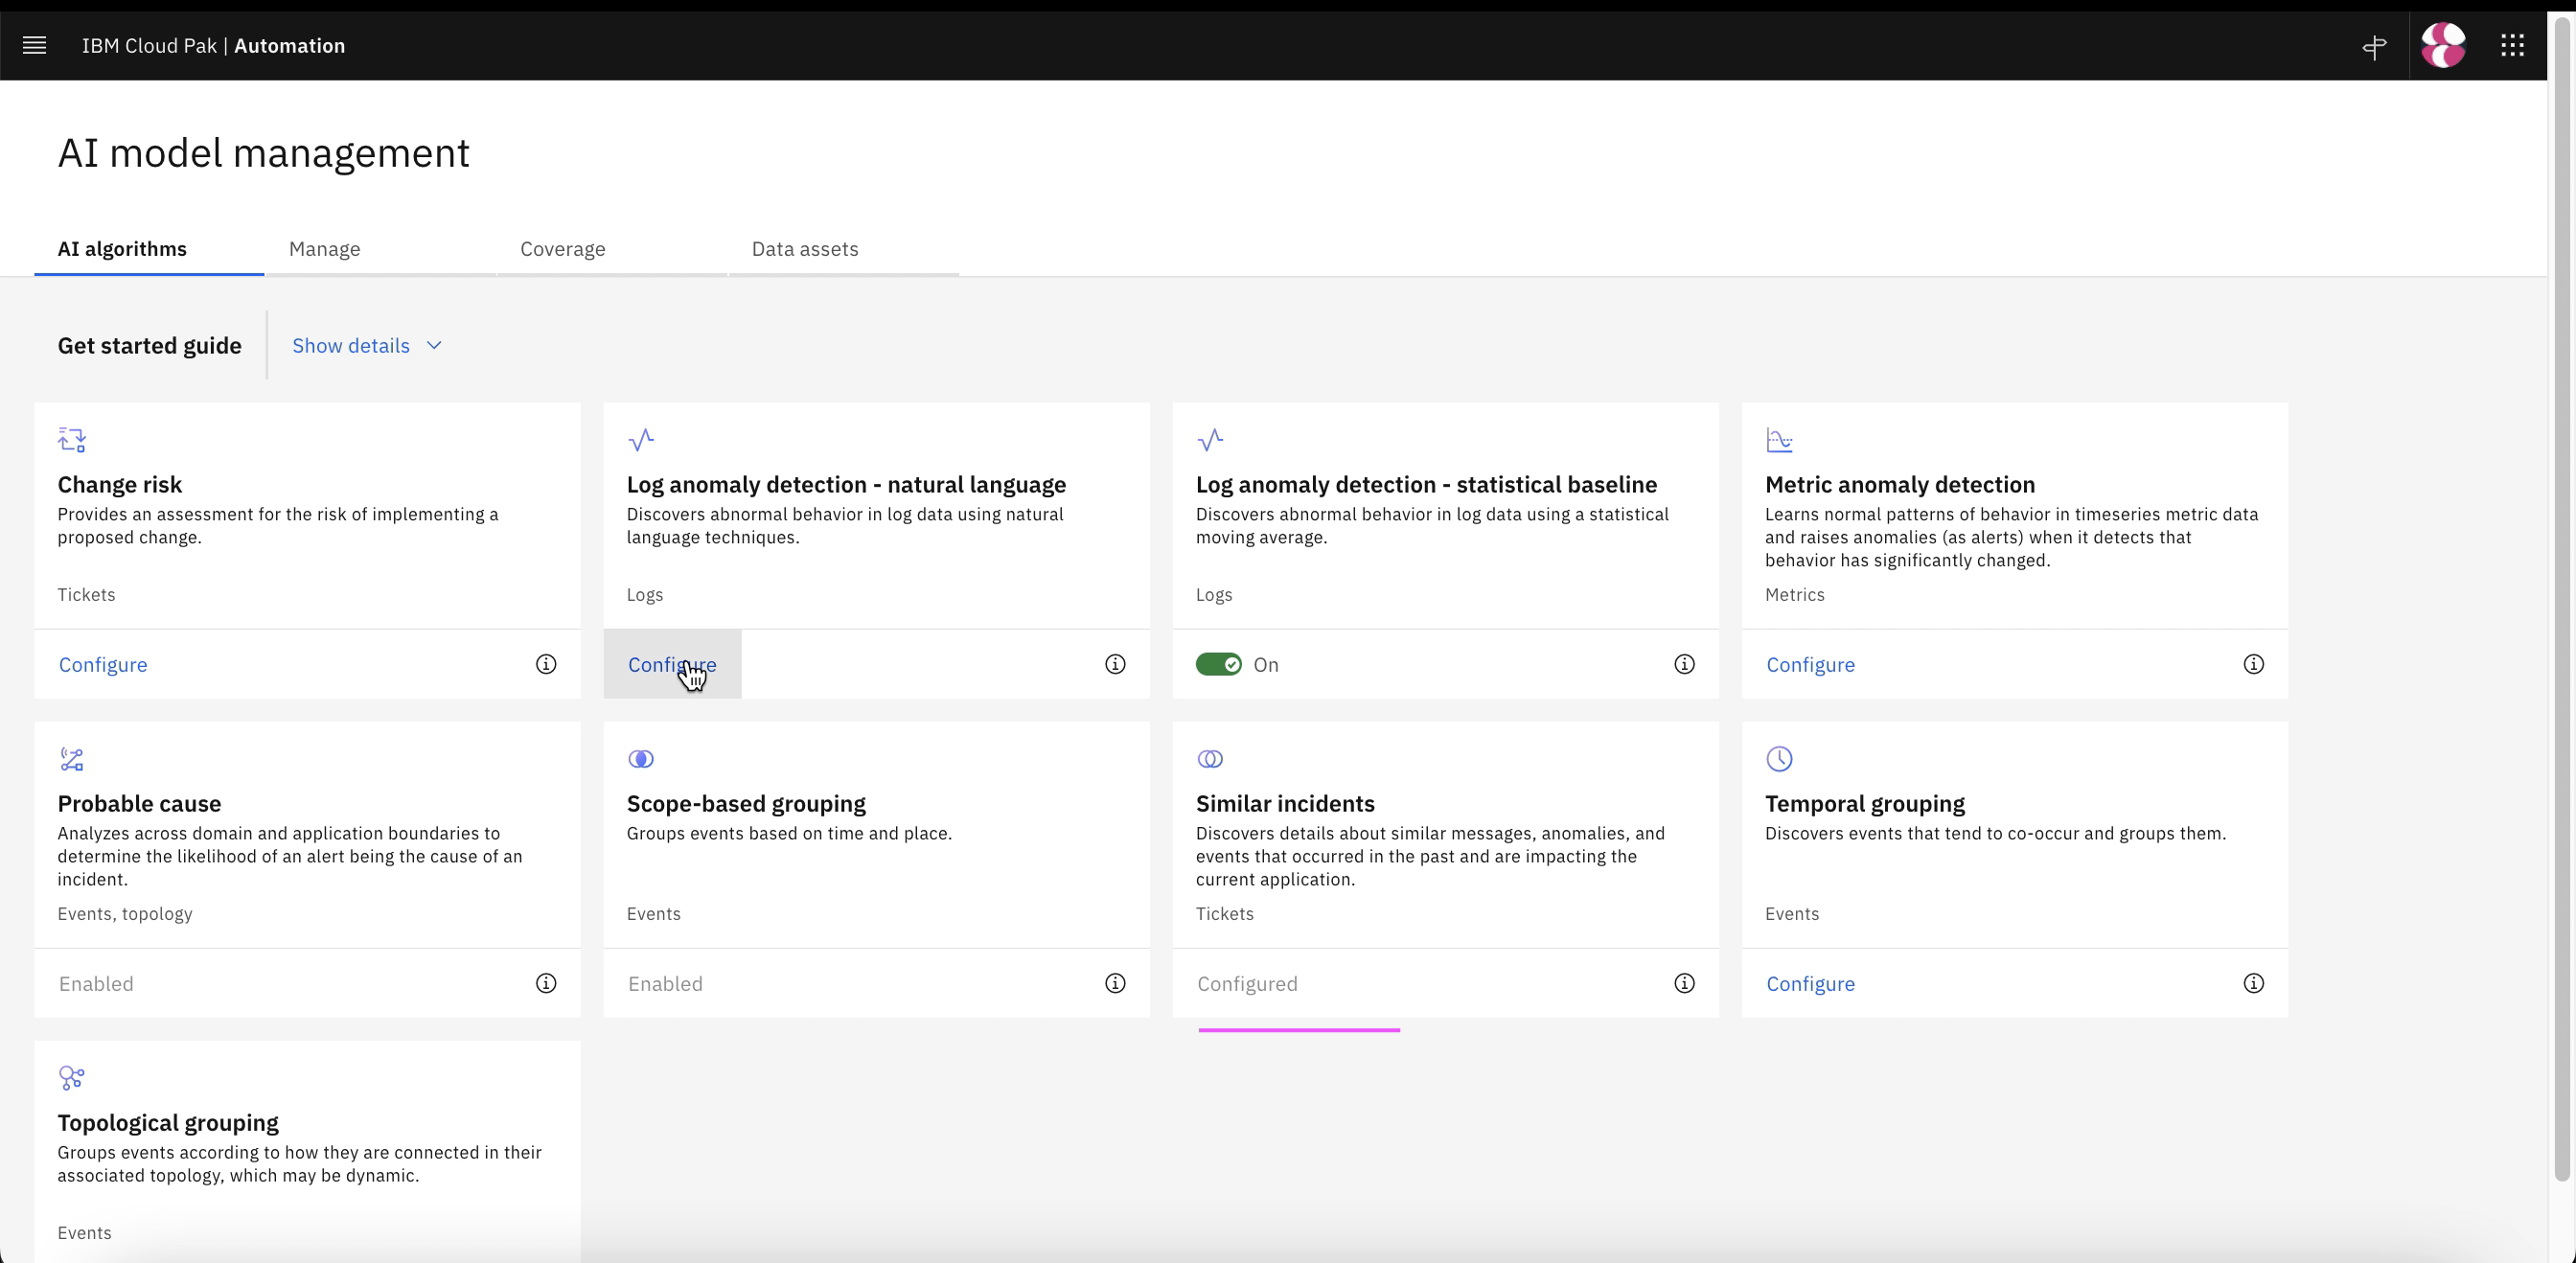 IBM Cloud Pak | Automation
AI model management
AI algorithms
Manage
Coverage
Data assets
Get started guide
Show details
Change risk
Provides an assessment for the risk of implementing a
proposed change.
Tickets
Configure
Log anomaly detection - natural language
Discovers abnormal behavior in log data using natural
language techniques.
Logs
Configure
Log anomaly detection - statistical baseline
Discovers abnormal behavior in log data using a statistical
moving average.
Logs
On
Metric anomaly detection
Learns normal patterns of behavior in timeseries metric data
and raises anomalies (as alerts) when it detects that
behavior has significantly changed.
Metrics
Configure
Probable cause
Analyzes across domain and application boundaries to
determine the likelihood of an alert being the cause of an
incident.
Events, topology
Enabled
Scope-based grouping
Groups events based on time and place.
Events
Enabled
Similar incidents
Discovers details about similar messages, anomalies, and
events that occurred in the past and are impacting the
current application.
Tickets
Configured
Temporal grouping
Discovers events that tend to co-occur and groups them.
Events
Configure
Topological grouping
Groups events according to how they are connected in their
associated topology, which may be dynamic.
Events